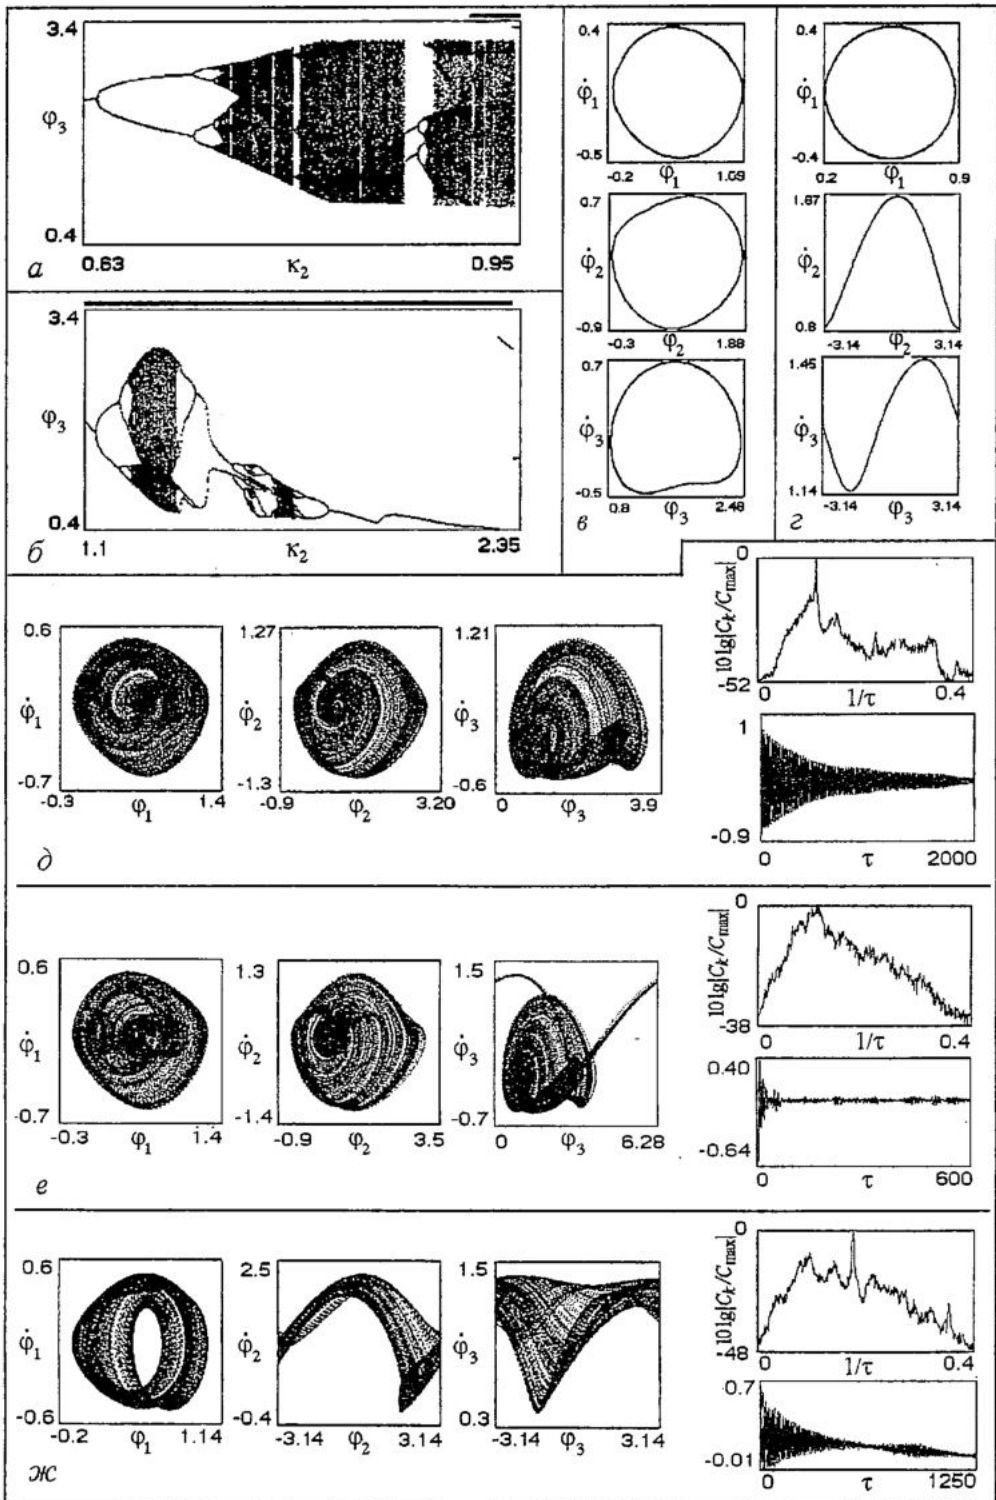 3.4
φ₃
0.4
а
0.63
κ₂
0.95
3.4
φ₃
0.4
б
1.1
κ₂
2.35
0.4
φ̇₁
-0.5
-0.2
φ₁
1.09
0.7
φ̇₂
-0.9
-0.3
φ₂
1.88
0.7
φ̇₃
-0.5
в
0.8
φ₃
2.48
0.4
φ̇₁
-0.4
0.2
φ₁
0.9
1.67
φ̇₂
0.8
-3.14
φ₂
3.14
1.45
φ̇₃
1.14
г
-3.14
φ₃
3.14
0.6
φ̇₁
-0.7
-0.3
φ₁
1.4
1.27
φ̇₂
-1.3
-0.9
φ₂
3.20
1.21
φ̇₃
-0.6
0
φ₃
3.9
0
10 lg|Cₖ/Cmax|
-52
0
1/τ
0.4
1
-0.9
0
τ
2000
д
0.6
φ̇₁
-0.7
-0.3
φ₁
1.4
1.3
φ̇₂
-1.4
-0.9
φ₂
3.5
1.5
φ̇₃
-0.7
0
φ₃
6.28
0
10 lg|Cₖ/Cmax|
-38
0
1/τ
0.4
0.40
-0.64
0
τ
600
е
0.6
φ̇₁
-0.6
-0.2
φ₁
1.14
2.5
φ̇₂
-0.4
-3.14
φ₂
3.14
1.5
φ̇₃
0.3
-3.14
φ₃
3.14
0
10 lg|Cₖ/Cmax|
-48
0
1/τ
0.4
0.7
-0.01
0
τ
1250
ж